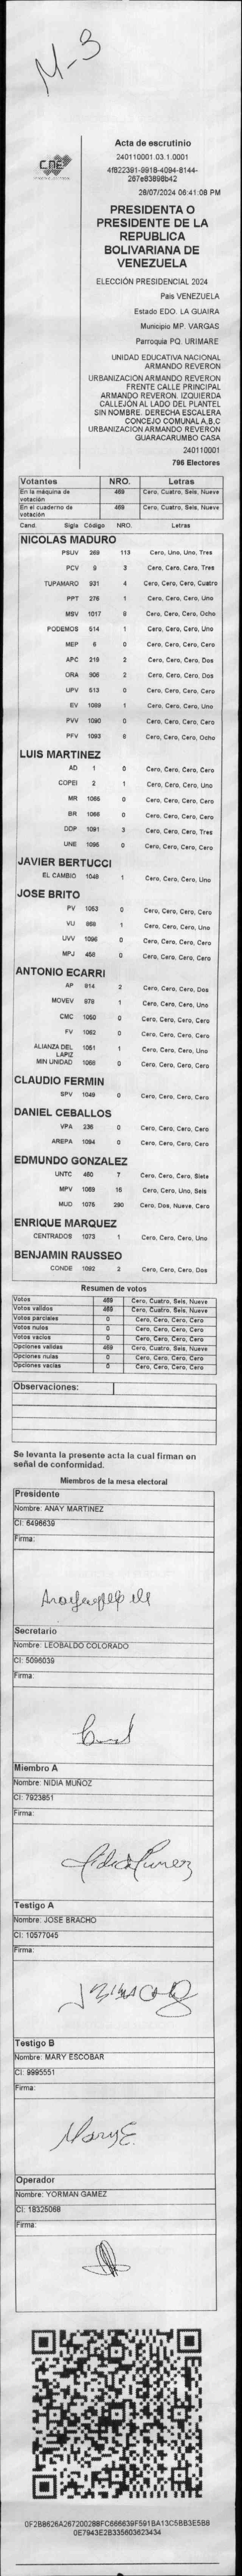 M-3
CNE
Acta de escrutinio
240110001.03.1.0001
4f822391-9918-4094-8144-
267e83898b42
28/07/2024 06:41:08 PM
PRESIDENTA O
PRESIDENTE DE LA
REPUBLICA
BOLIVARIANA DE
VENEZUELA
ELECCIÓN PRESIDENCIAL 2024
Pais VENEZUELA
Estado EDO. LA GUAIRA
Municipio MP. VARGAS
Parroquia PQ. URIMARE
UNIDAD EDUCATIVA NACIONAL
ARMANDO REVERON
URBANIZACION ARMANDO REVERON
FRENTE CALLE PRINCIPAL
ARMANDO REVERON. IZQUIERDA
CALLEJÓN AL LADO DEL PLANTEL
SIN NOMBRE. DERECHA ESCALERA
CONCEJO COMUNAL A,B,C
URBANIZACION ARMANDO REVERON
GUARACARUMBO CASA
240110001
796 Electores
Votantes NRO. Letras
En la máquina de votación 469 Cero, Cuatro, Seis, Nueve
En el cuaderno de votación 469 Cero, Cuatro, Seis, Nueve
Cand. Sigla Código NRO. Letras
NICOLAS MADURO
PSUV 268 113 Cero, Uno, Uno, Tres
PCV 9 3 Cero, Cero, Cero, Tres
TUPAMARO 931 4 Cero, Cero, Cero, Cuatro
PPT 276 1 Cero, Cero, Cero, Uno
MSV 1017 8 Cero, Cero, Cero, Ocho
PODEMOS 514 1 Cero, Cero, Cero, Uno
MEP 6 0 Cero, Cero, Cero, Cero
APC 219 2 Cero, Cero, Cero, Dos
ORA 906 2 Cero, Cero, Cero, Dos
UPV 513 0 Cero, Cero, Cero, Cero
EV 1089 1 Cero, Cero, Cero, Uno
PVV 1090 0 Cero, Cero, Cero, Cero
PFV 1093 8 Cero, Cero, Cero, Ocho
LUIS MARTINEZ
AD 1 0 Cero, Cero, Cero, Cero
COPEI 2 1 Cero, Cero, Cero, Uno
MR 1065 0 Cero, Cero, Cero, Cero
BR 1066 0 Cero, Cero, Cero, Cero
DDP 1091 3 Cero, Cero, Cero, Tres
UNE 1095 0 Cero, Cero, Cero, Cero
JAVIER BERTUCCI
EL CAMBIO 1048 1 Cero, Cero, Cero, Uno
JOSE BRITO
PV 1063 0 Cero, Cero, Cero, Cero
VU 868 1 Cero, Cero, Cero, Uno
UVV 1096 0 Cero, Cero, Cero, Cero
MPJ 458 0 Cero, Cero, Cero, Cero
ANTONIO ECARRI
AP 814 2 Cero, Cero, Cero, Dos
MOVEV 978 1 Cero, Cero, Cero, Uno
CMC 1050 0 Cero, Cero, Cero, Cero
FV 1062 0 Cero, Cero, Cero, Cero
ALIANZA DEL LAPIZ 1051 1 Cero, Cero, Cero, Uno
MIN UNIDAD 1068 0 Cero, Cero, Cero, Cero
CLAUDIO FERMIN
SPV 1049 0 Cero, Cero, Cero, Cero
DANIEL CEBALLOS
VPA 236 0 Cero, Cero, Cero, Cero
AREPA 1094 0 Cero, Cero, Cero, Cero
EDMUNDO GONZALEZ
UNTC 460 7 Cero, Cero, Cero, Siete
MPV 1069 16 Cero, Cero, Uno, Seis
MUD 1075 290 Cero, Dos, Nueve, Cero
ENRIQUE MARQUEZ
CENTRADOS 1073 1 Cero, Cero, Cero, Uno
BENJAMIN RAUSSEO
CONDE 1092 2 Cero, Cero, Cero, Dos
Resumen de votos
Votos 469 Cero, Cuatro, Seis, Nueve
Votos validos 469 Cero, Cuatro, Seis, Nueve
Votos parciales 0 Cero, Cero, Cero, Cero
Votos nulos 0 Cero, Cero, Cero, Cero
Votos vacios 0 Cero, Cero, Cero, Cero
Opciones validas 469 Cero, Cuatro, Seis, Nueve
Opciones nulas 0 Cero, Cero, Cero, Cero
Opciones vacias 0 Cero, Cero, Cero, Cero
Observaciones:
Se levanta la presente acta la cual firman en
señal de conformidad.
Miembros de la mesa electoral
Presidente
Nombre: ANAY MARTINEZ
CI: 6496639
Firma:
Secretario
Nombre: LEOBALDO COLORADO
CI: 5096039
Firma:
Miembro A
Nombre: NIDIA MUÑOZ
CI: 7923851
Firma:
Testigo A
Nombre: JOSE BRACHO
CI: 10577045
Firma:
Testigo B
Nombre: MARY ESCOBAR
CI: 9995551
Firma:
Mary E.
Operador
Nombre: YORMAN GAMEZ
CI: 18325068
Firma:
0F2B8626A267200288FC666639F591BA13C5BB3E5B8
0E7943E2B335603623434